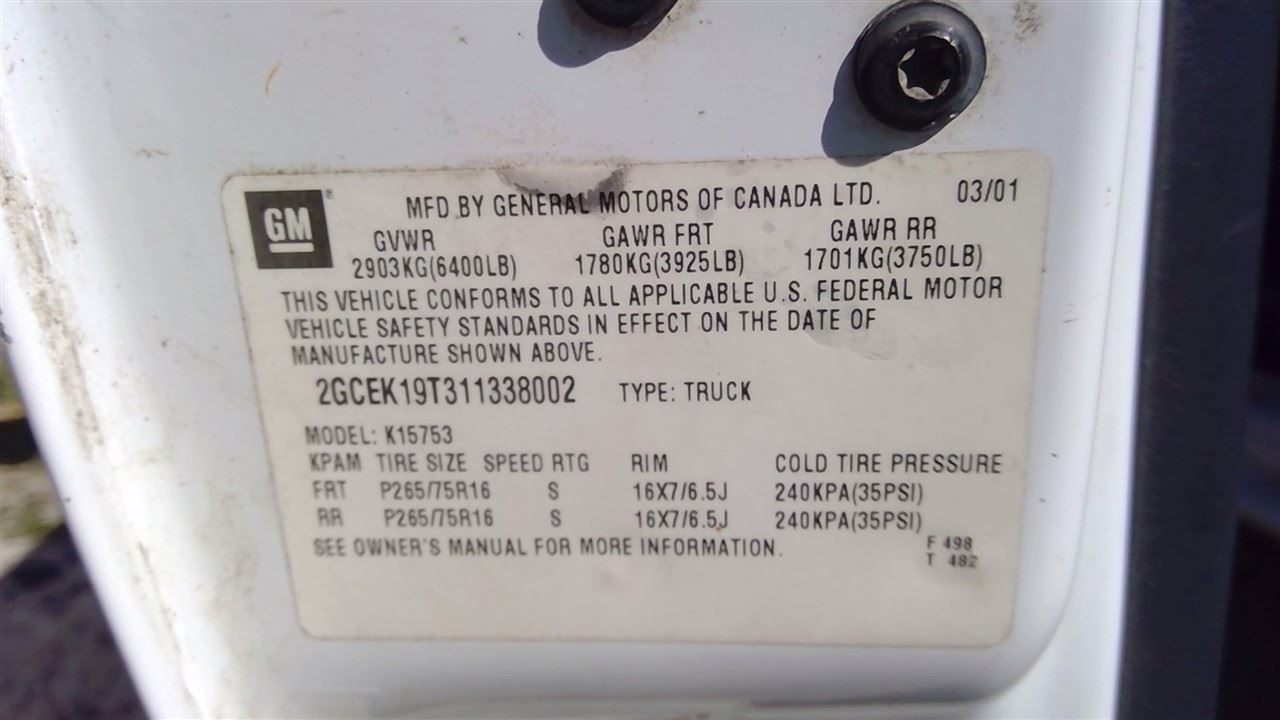 GM ®
MFD BY GENERAL MOTORS OF CANADA LTD. 03/01
GVWR GAWR FRT GAWR RR
2903KG(6400LB) 1780KG(3925LB) 1701KG(3750LB)
THIS VEHICLE CONFORMS TO ALL APPLICABLE U.S. FEDERAL MOTOR
VEHICLE SAFETY STANDARDS IN EFFECT ON THE DATE OF
MANUFACTURE SHOWN ABOVE.
2GCEK19T311338002 TYPE: TRUCK
MODEL: K15753
KPAM TIRE SIZE SPEED RTG RIM COLD TIRE PRESSURE
FRT P265/75R16 S 16X7/6.5J 240KPA(35PSI)
RR P265/75R16 S 16X7/6.5J 240KPA(35PSI)
SEE OWNER'S MANUAL FOR MORE INFORMATION.
F 498
T 482